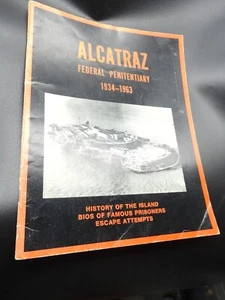 ALCATRAZ
FEDERAL PENITENTIARY
1934-1963
HISTORY OF THE ISLAND
BIOS OF FAMOUS PRISONERS
ESCAPE ATTEMPTS